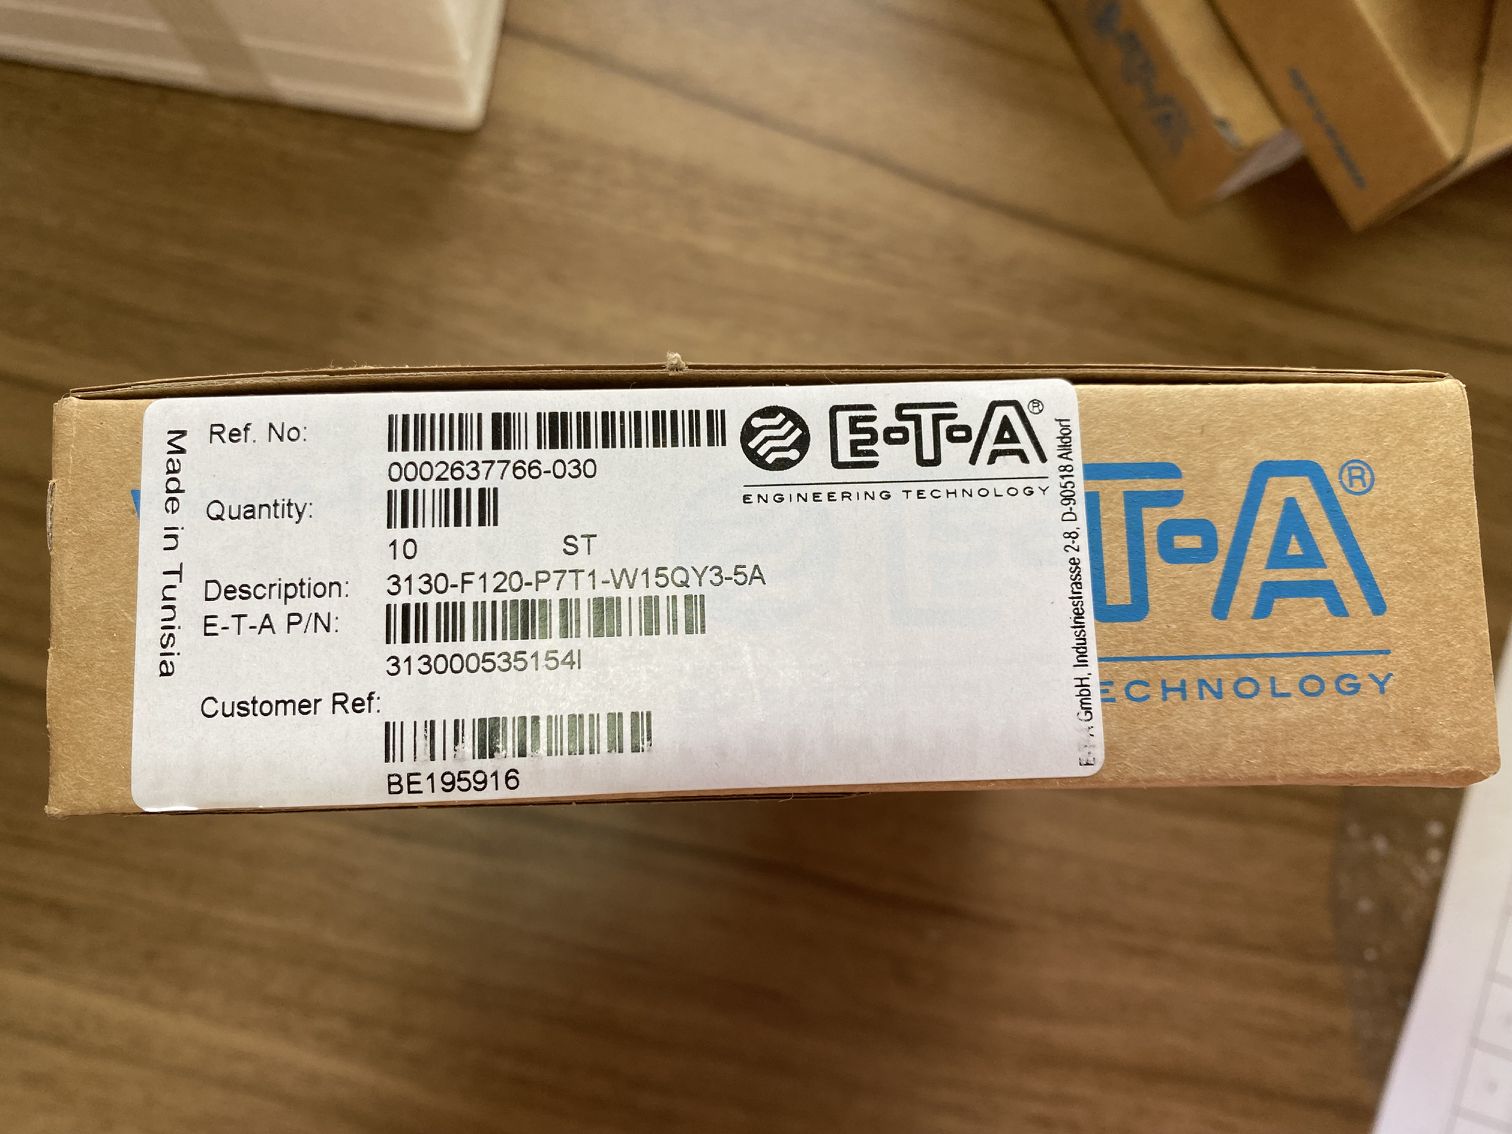 Made in Tunisia
Ref. No:
0002637766-030
Quantity:
10 ST
Description: 3130-F120-P7T1-W15QY3-5A
E-T-A P/N:
313000535154I
Customer Ref:
BE195916
E-T-A®
ENGINEERING TECHNOLOGY
E-T-A GmbH, Industriestrasse 2-8, D-90518 Altdorf
T-A®
ECHNOLOGY